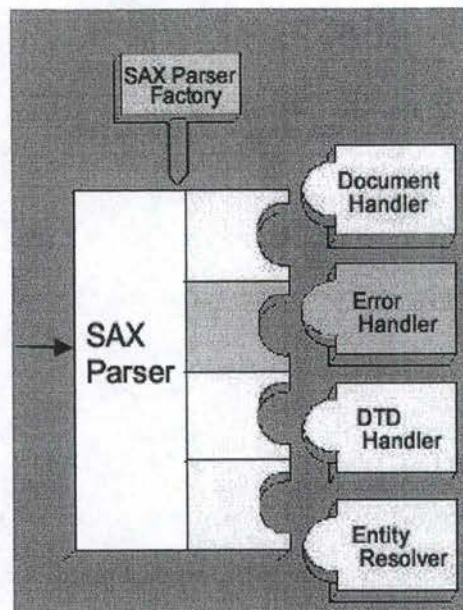 SAX Parser
Factory
Document
Handler
SAX
Parser
Error
Handler
DTD
Handler
Entity
Resolver